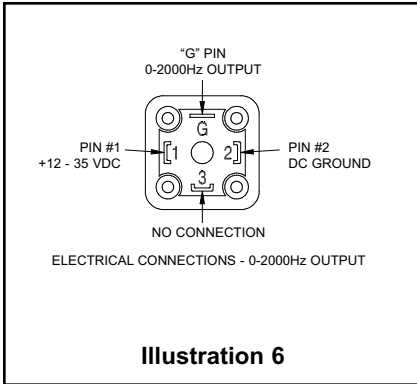 “G” PIN
0-2000Hz OUTPUT
G
PIN #1
+12 - 35 VDC
1
2
PIN #2
DC GROUND
3
NO CONNECTION
ELECTRICAL CONNECTIONS - 0-2000Hz OUTPUT
Illustration 6